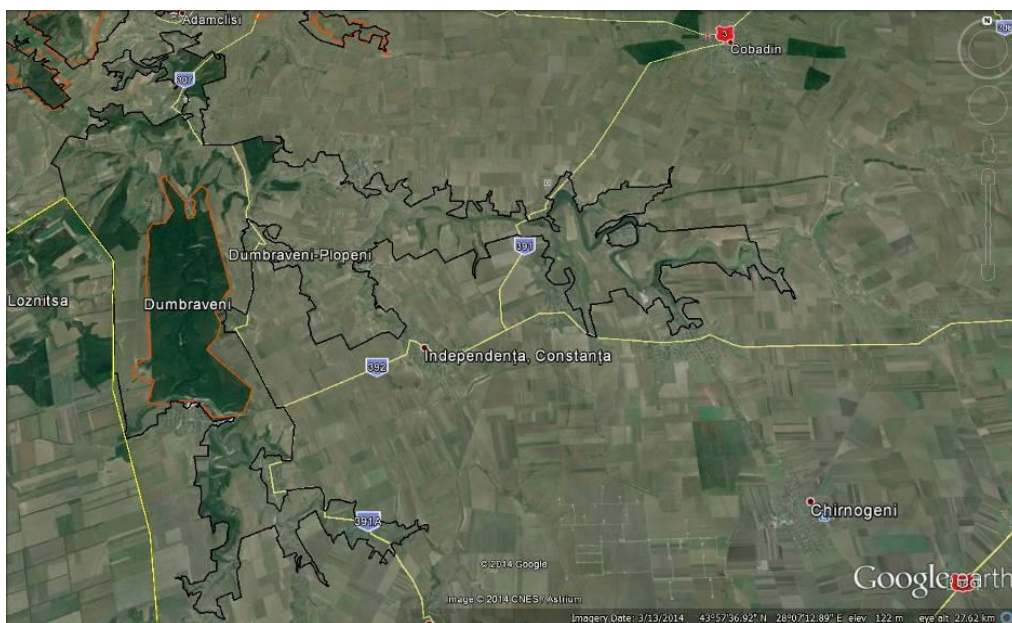 Adamclisi
307
3
Cobadin
N
391
Dumbraveni-Plopeni
Loznitsa
Dumbraveni
Independența, Constanța
392
391A
Chirnogeni
© 2014 Google
Google earth
Image © 2014 CNES / Astrium
Imagery Date: 3/13/2014 43°57'36.92" N 28°07'12.89" E elev 122 m eye alt 27.62 km